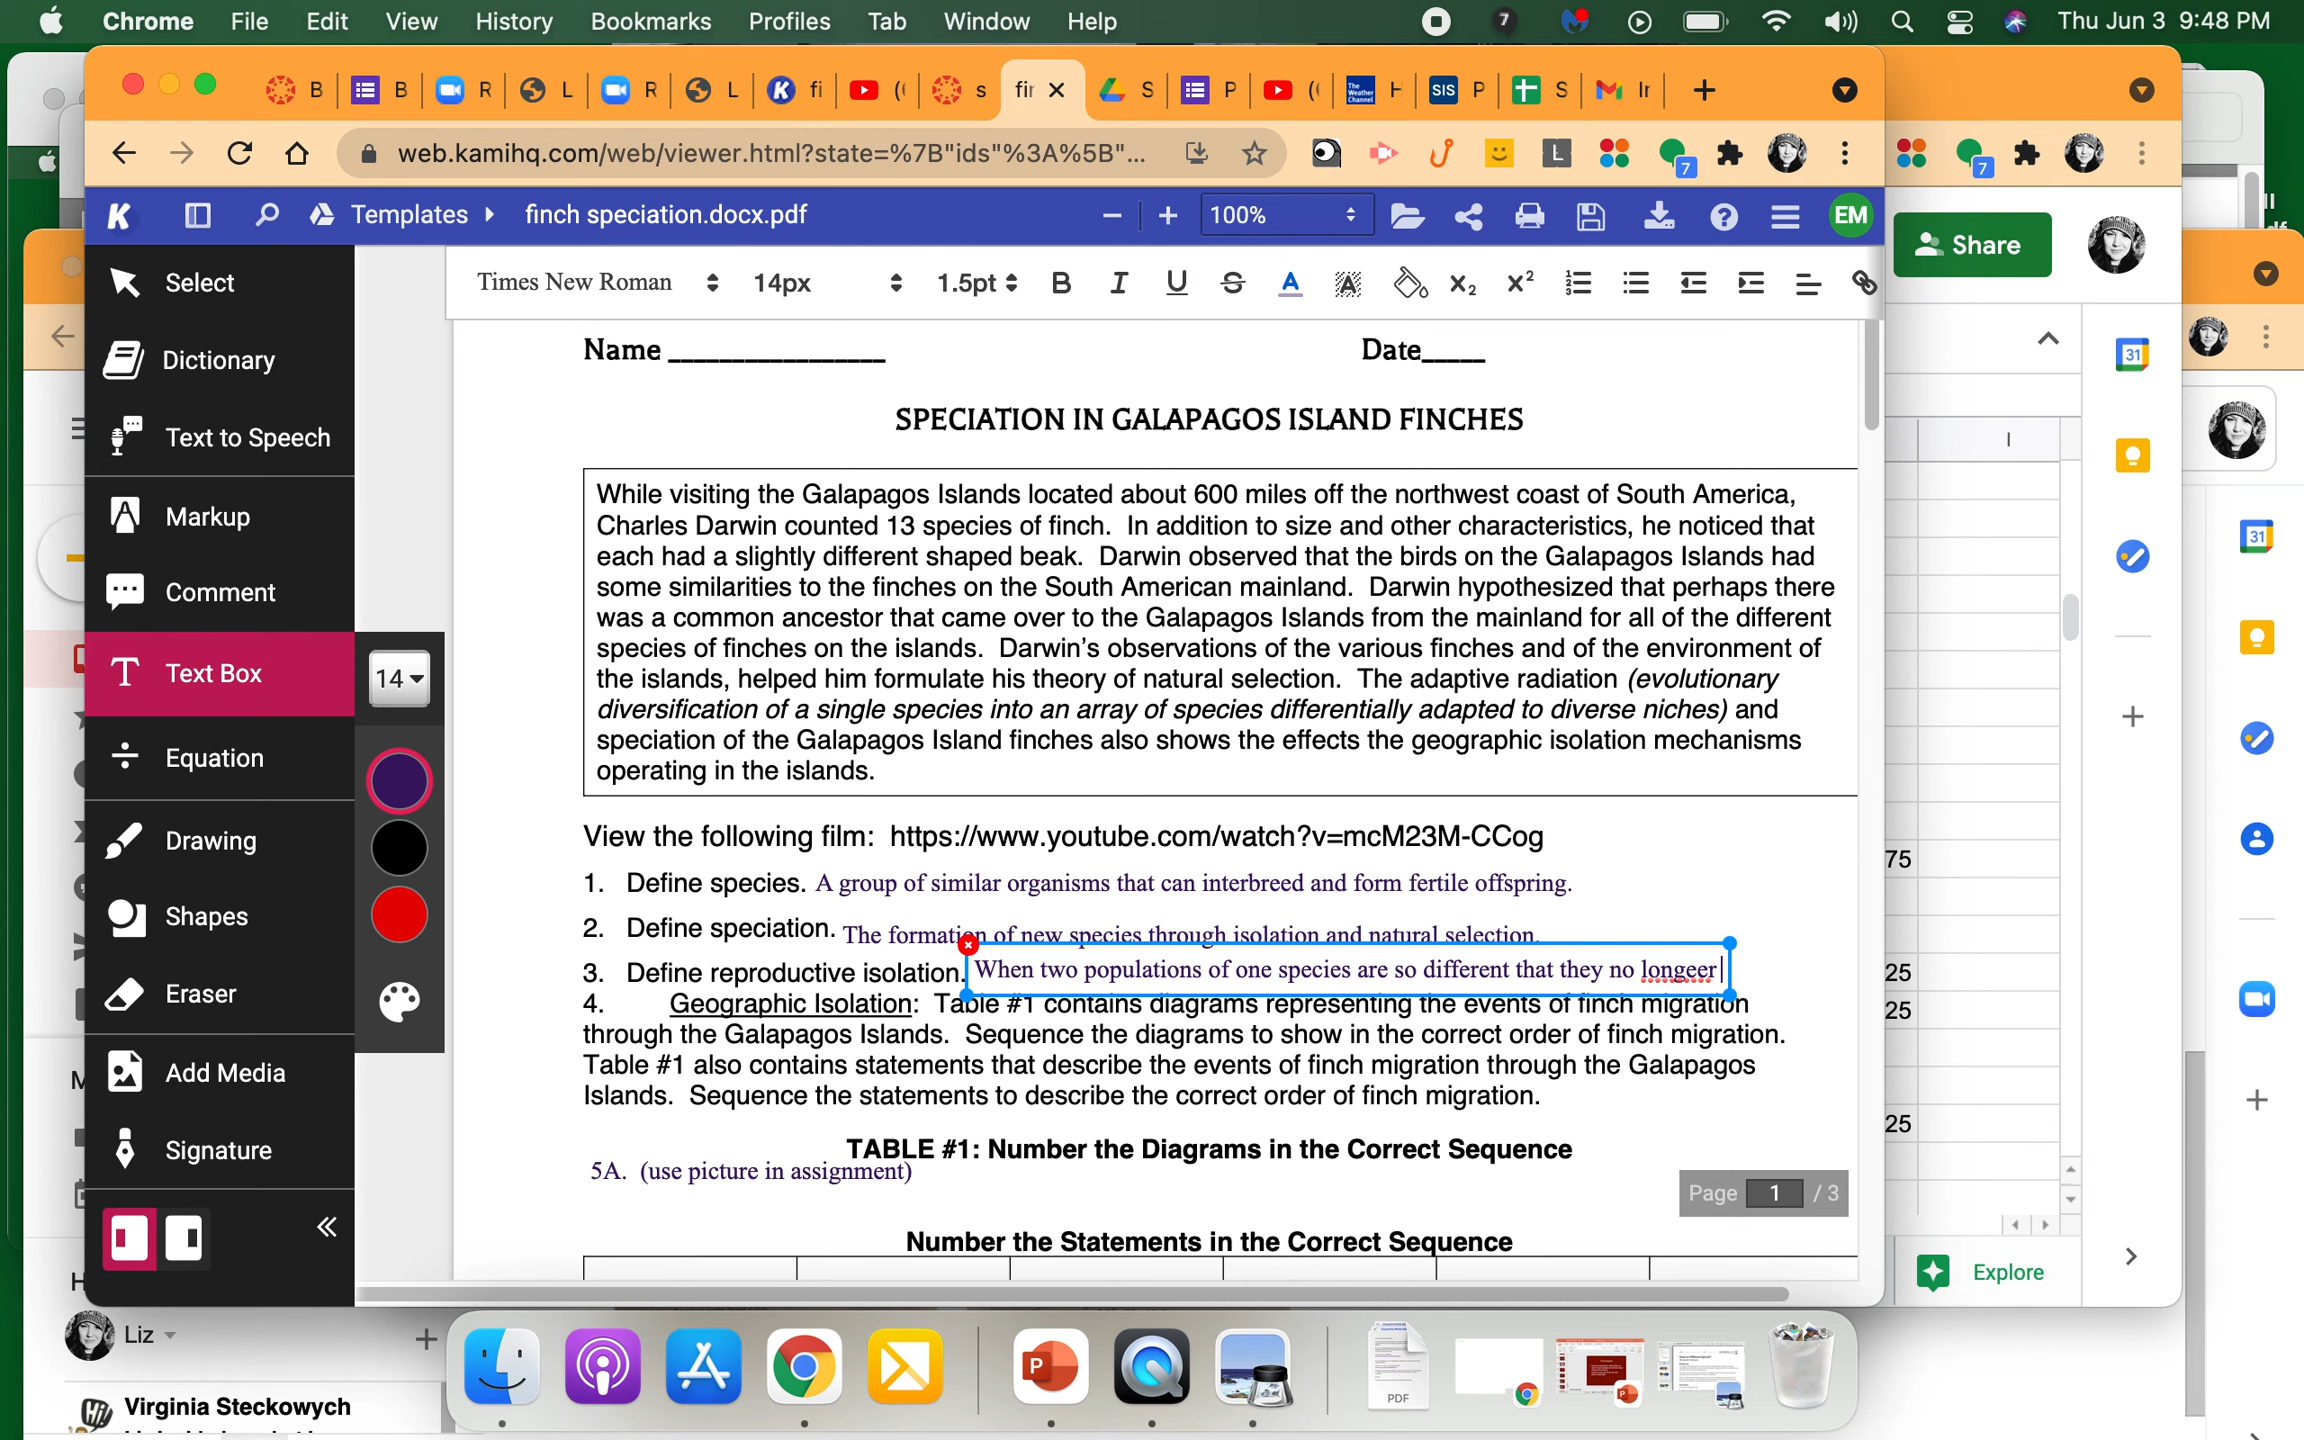 Chrome File Edit View History Bookmarks Profiles Tab Window Help 7 Thu Jun 3 9:48 PM
B B R L R L fi ( s fir S P ( H SIS P S Ir
web.kamihq.com/web/viewer.html?state=%7B"ids"%3A%5B"...
7
7
Templates finch speciation.docx.pdf 100% EM
Share
Select
Times New Roman 14px 1.5pt B I U S A X₂ X²
Dictionary
Text to Speech
Markup
Comment
Text Box
14
Equation
Drawing
Shapes
Eraser
Add Media
Signature
Name ________________ Date_____
SPECIATION IN GALAPAGOS ISLAND FINCHES
While visiting the Galapagos Islands located about 600 miles off the northwest coast of South America,
Charles Darwin counted 13 species of finch. In addition to size and other characteristics, he noticed that
each had a slightly different shaped beak. Darwin observed that the birds on the Galapagos Islands had
some similarities to the finches on the South American mainland. Darwin hypothesized that perhaps there
was a common ancestor that came over to the Galapagos Islands from the mainland for all of the different
species of finches on the islands. Darwin's observations of the various finches and of the environment of
the islands, helped him formulate his theory of natural selection. The adaptive radiation (evolutionary
diversification of a single species into an array of species differentially adapted to diverse niches) and
speciation of the Galapagos Island finches also shows the effects the geographic isolation mechanisms
operating in the islands.
View the following film: https://www.youtube.com/watch?v=mcM23M-CCog
1. Define species. A group of similar organisms that can interbreed and form fertile offspring.
2. Define speciation. The formation of new species through isolation and natural selection.
3. Define reproductive isolation. When two populations of one species are so different that they no longeer
4. Geographic Isolation: Table #1 contains diagrams representing the events of finch migration
through the Galapagos Islands. Sequence the diagrams to show in the correct order of finch migration.
Table #1 also contains statements that describe the events of finch migration through the Galapagos
Islands. Sequence the statements to describe the correct order of finch migration.
TABLE #1: Number the Diagrams in the Correct Sequence
5A. (use picture in assignment)
Page 1 / 3
Number the Statements in the Correct Sequence
I
31
31
75
25
25
25
Explore
Liz
Virginia Steckowych
Hi!
PDF